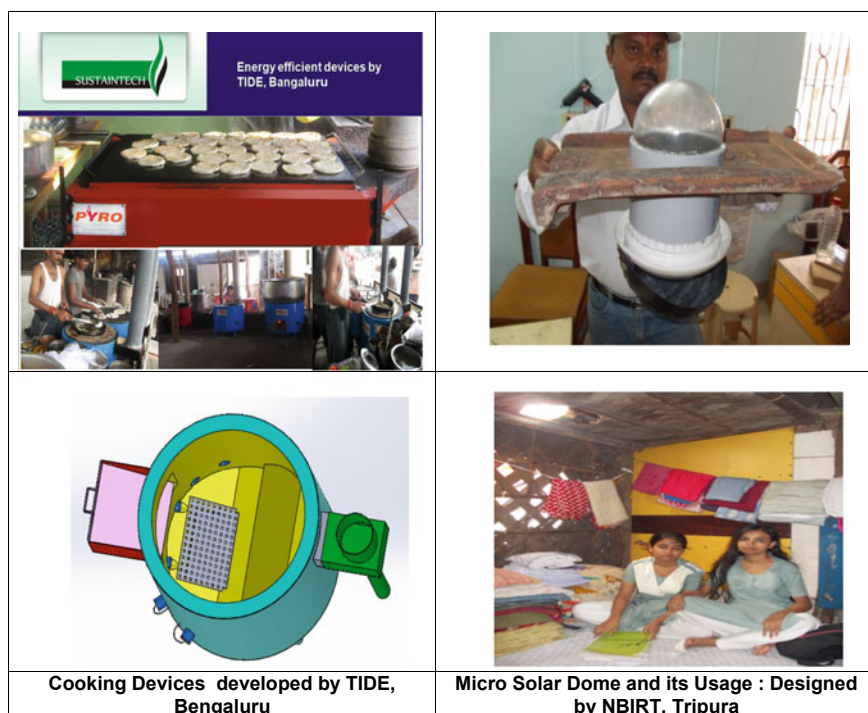 SUSTAINTECH
Energy efficient devices by
TIDE, Bangaluru
PYRO
Cooking Devices developed by TIDE,
Bengaluru
Micro Solar Dome and its Usage : Designed
by NBIRT, Tripura